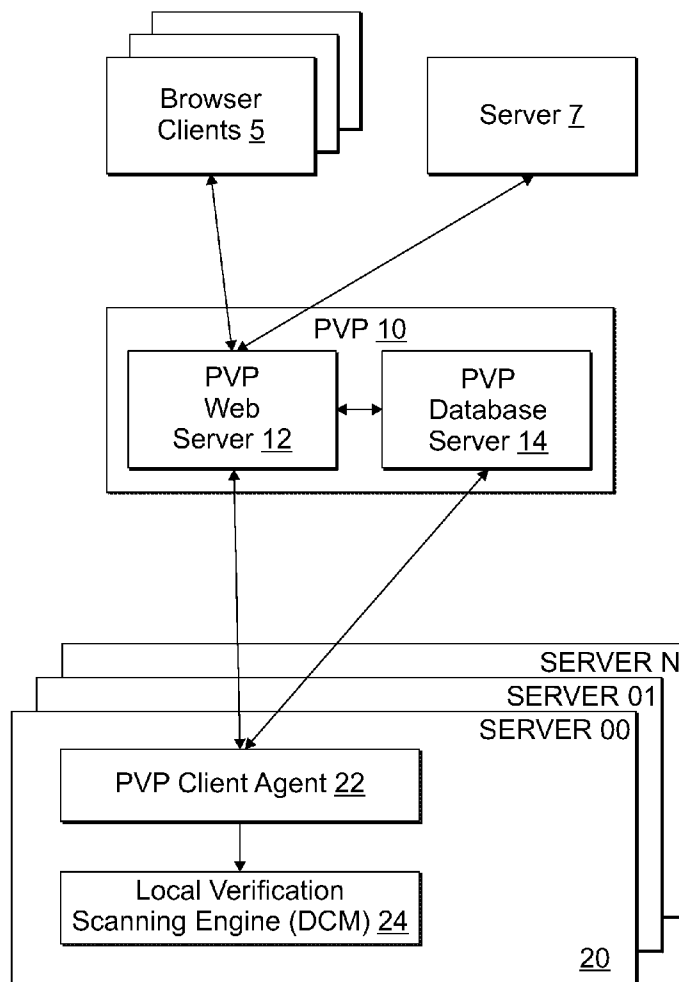 Browser
Clients 5
Server 7
PVP 10
PVP
Web
Server 12
PVP
Database
Server 14
SERVER N
SERVER 01
SERVER 00
PVP Client Agent 22
Local Verification
Scanning Engine (DCM) 24
20